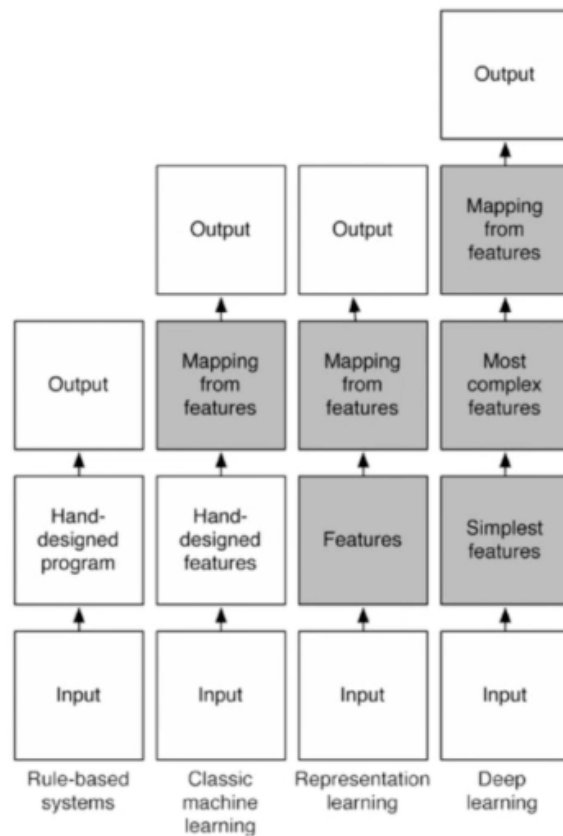 Output
Output
Output
Mapping
from
features
Output
Mapping
from
features
Mapping
from
features
Most
complex
features
Hand-
designed
program
Hand-
designed
features
Features
Simplest
features
Input
Input
Input
Input
Rule-based
systems
Classic
machine
learning
Representation
learning
Deep
learning